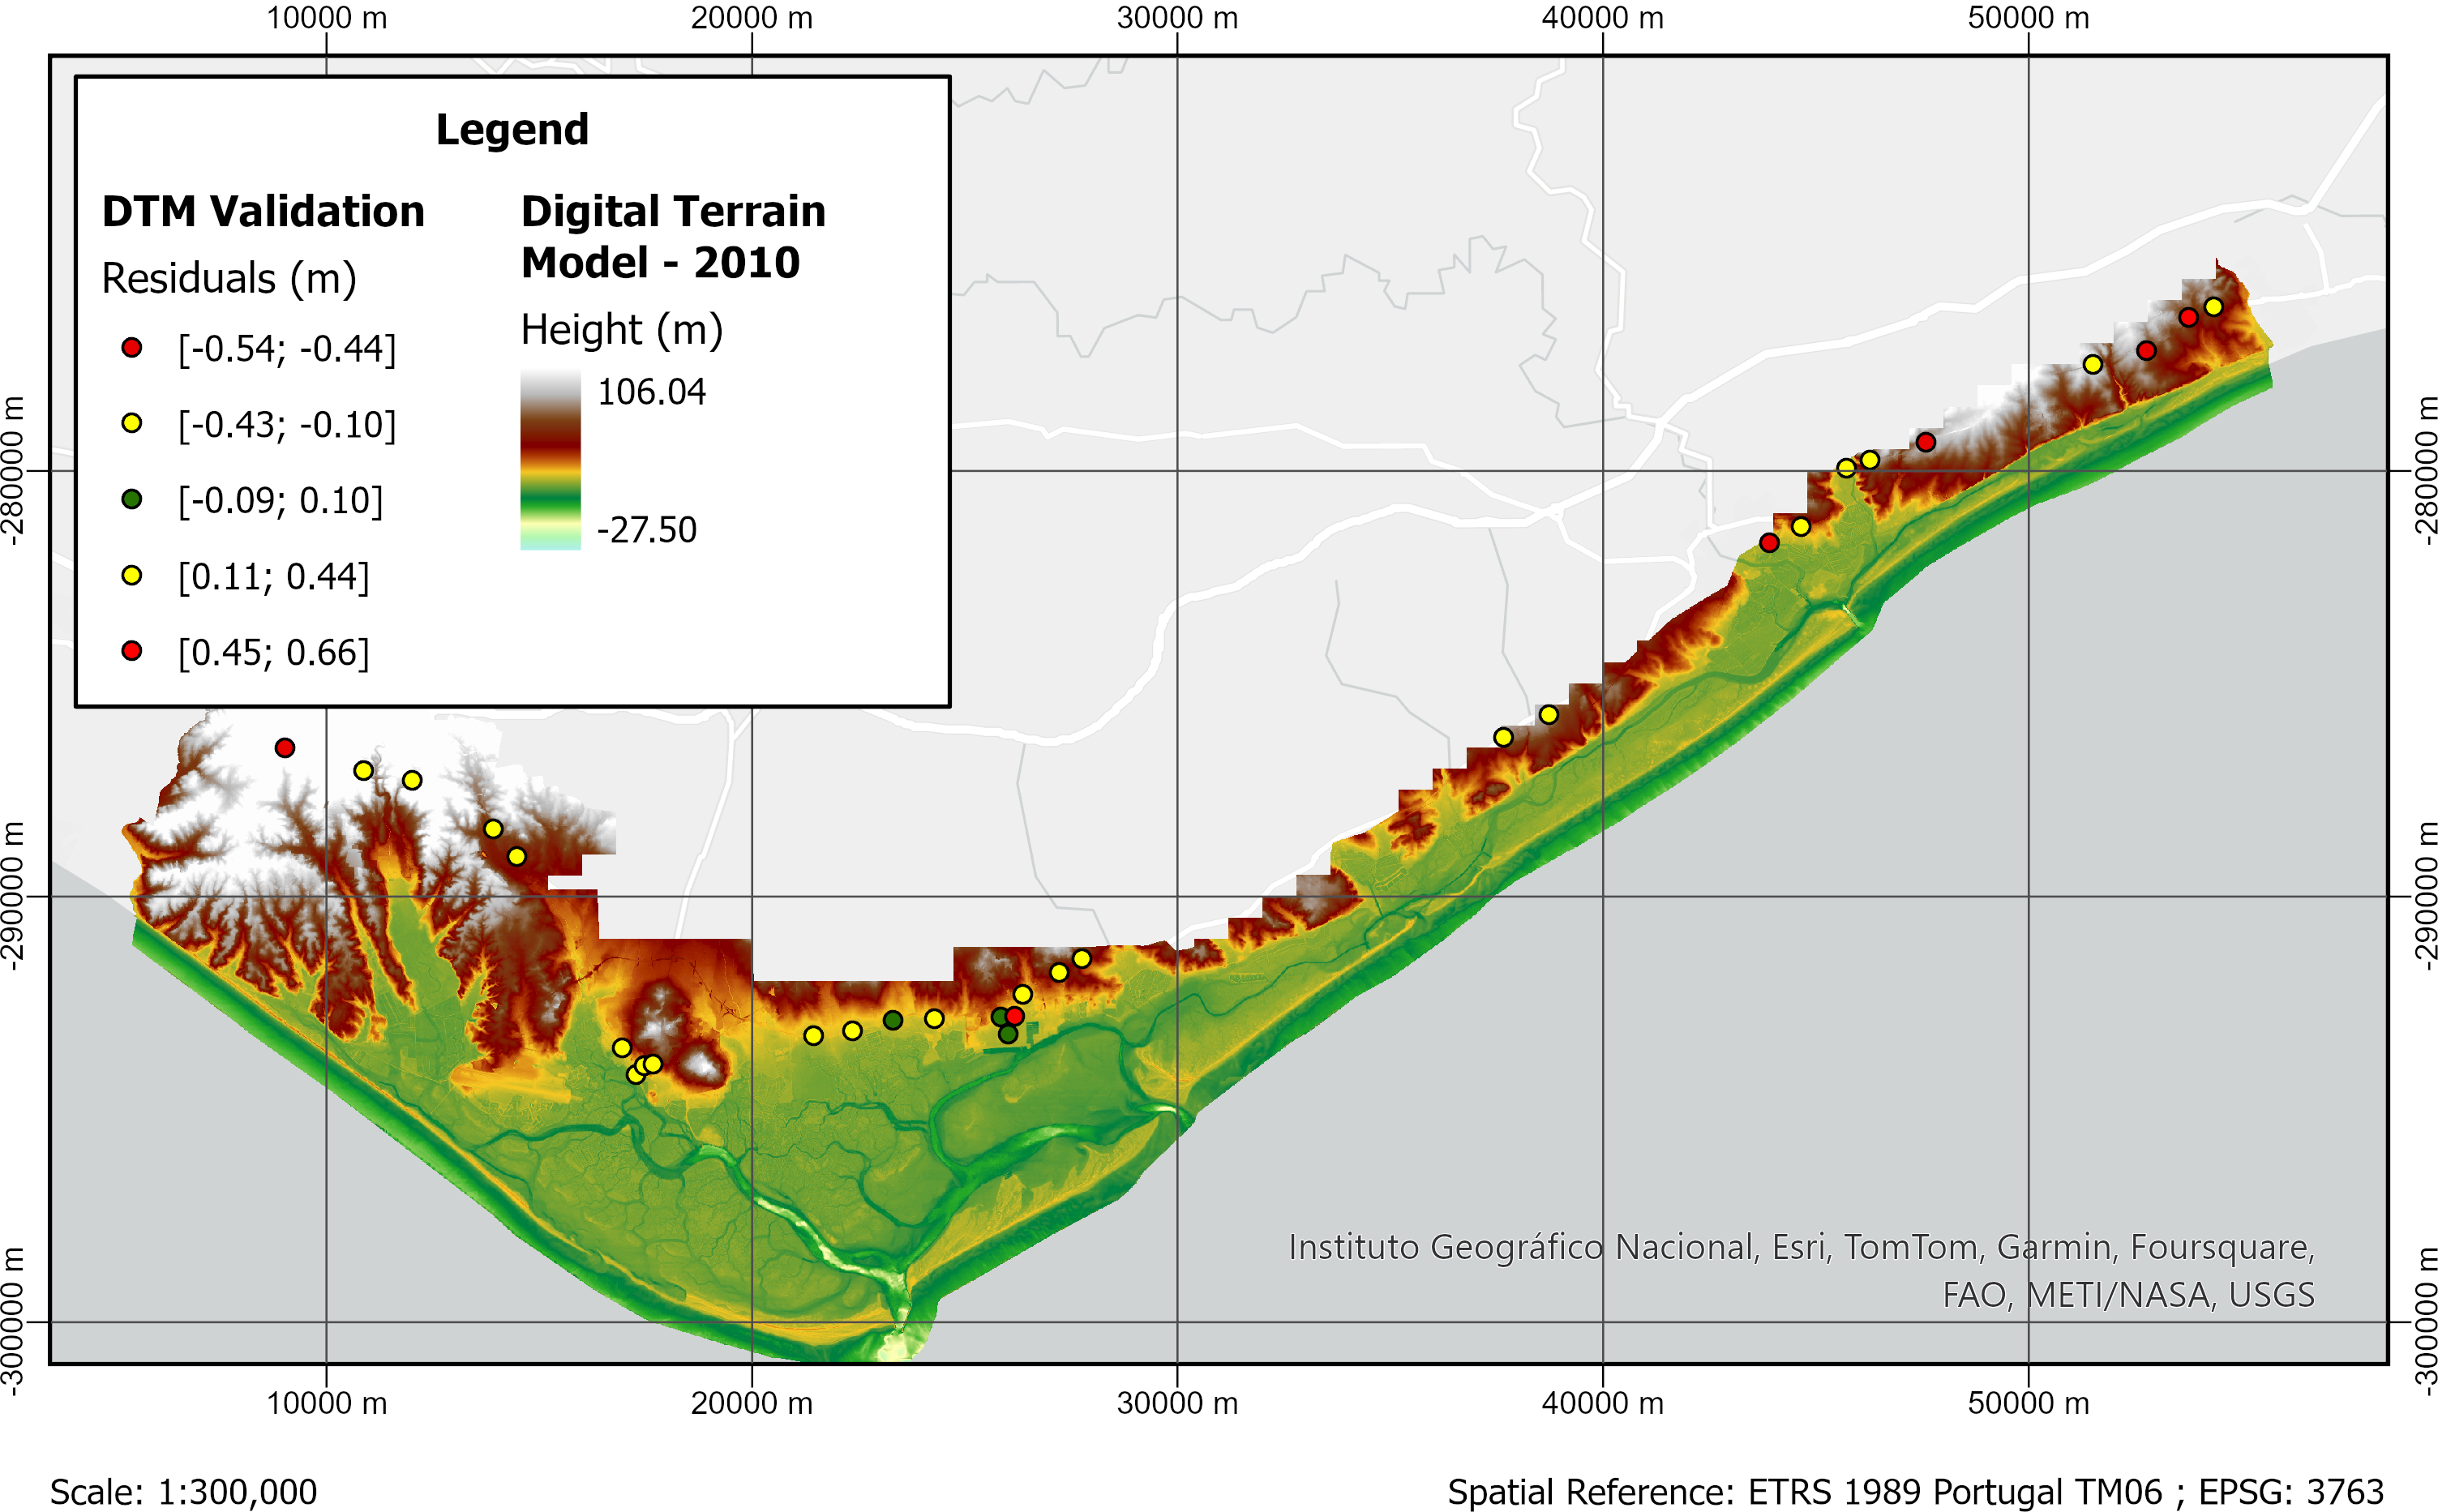 10000 m 20000 m 30000 m 40000 m 50000 m
Legend
DTM Validation
Residuals (m)
[-0.54; -0.44]
[-0.43; -0.10]
[-0.09; 0.10]
[0.11; 0.44]
[0.45; 0.66]
Digital Terrain
Model - 2010
Height (m)
106.04
-27.50
-280000 m
-290000 m
-300000 m
-280000 m
-290000 m
-300000 m
Instituto Geográfico Nacional, Esri, TomTom, Garmin, Foursquare,
FAO, METI/NASA, USGS
10000 m 20000 m 30000 m 40000 m 50000 m
Scale: 1:300,000
Spatial Reference: ETRS 1989 Portugal TM06 ; EPSG: 3763